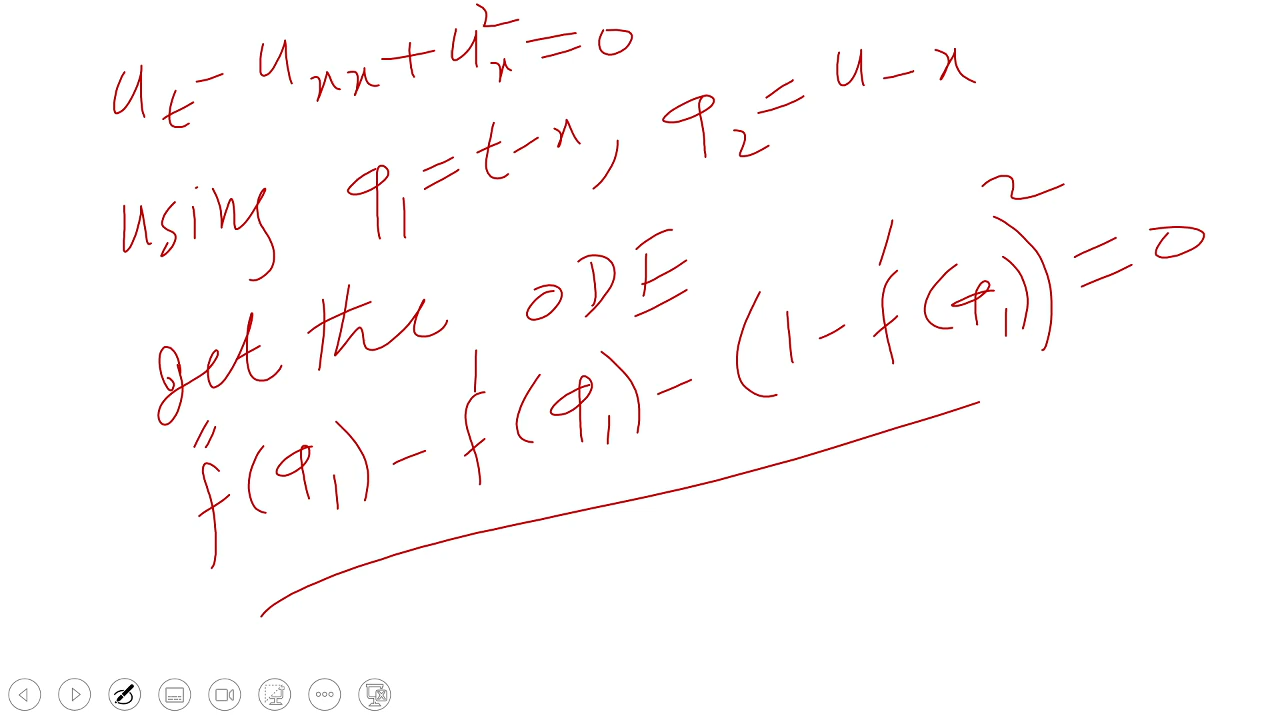 u_t - u_xx + u_x^2 = 0
using φ_1 = t - x, φ_2 = u - x
get the ODE
f''(φ_1) - f'(φ_1) - (1 - f'(φ_1))^2 = 0